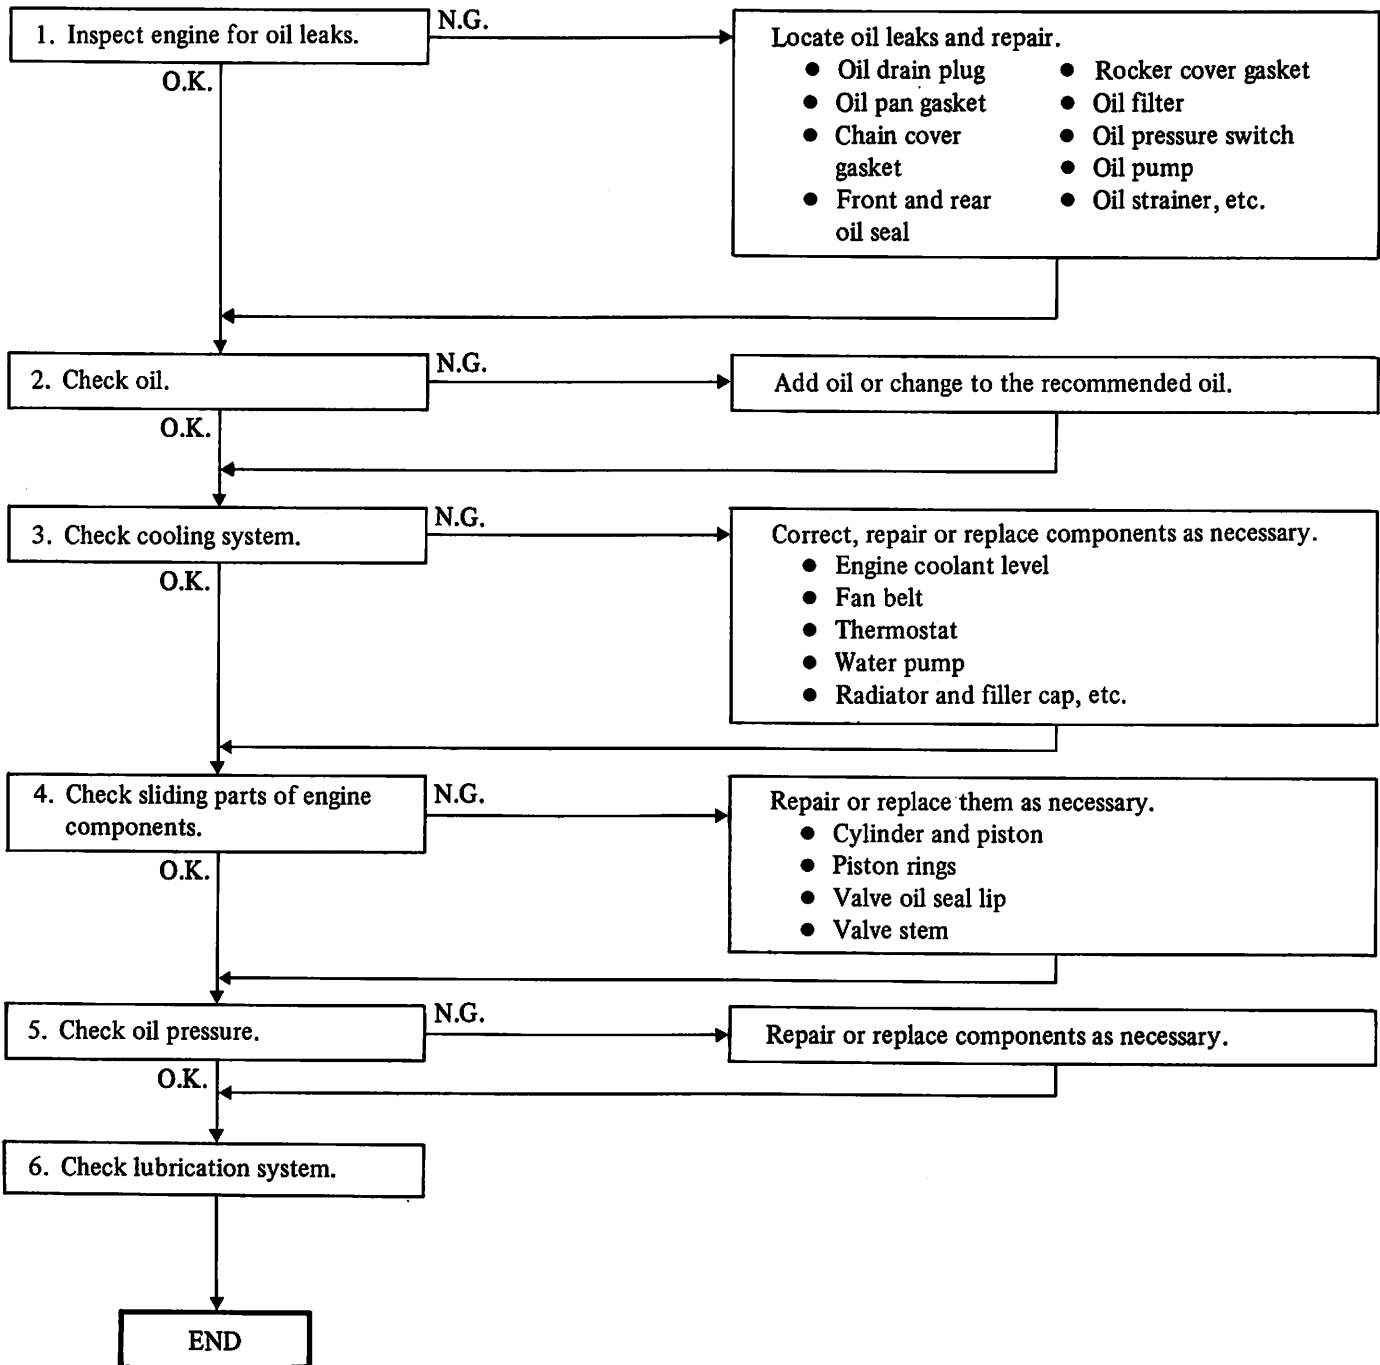 1. Inspect engine for oil leaks.
N.G.
O.K.
Locate oil leaks and repair.
● Oil drain plug
● Oil pan gasket
● Chain cover
gasket
● Front and rear
oil seal
● Rocker cover gasket
● Oil filter
● Oil pressure switch
● Oil pump
● Oil strainer, etc.
2. Check oil.
N.G.
O.K.
Add oil or change to the recommended oil.
3. Check cooling system.
N.G.
O.K.
Correct, repair or replace components as necessary.
● Engine coolant level
● Fan belt
● Thermostat
● Water pump
● Radiator and filler cap, etc.
4. Check sliding parts of engine
components.
N.G.
O.K.
Repair or replace them as necessary.
● Cylinder and piston
● Piston rings
● Valve oil seal lip
● Valve stem
5. Check oil pressure.
N.G.
O.K.
Repair or replace components as necessary.
6. Check lubrication system.
END